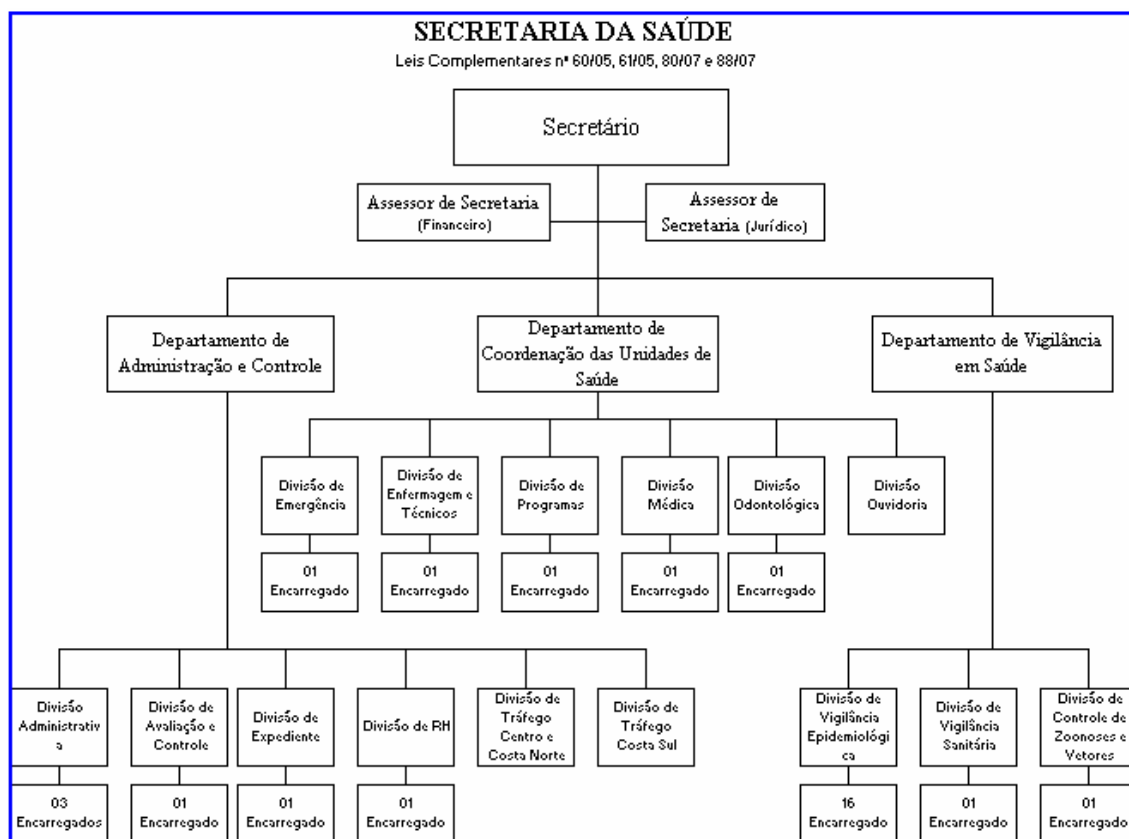 SECRETARIA DA SAÚDE
Leis Complementares nº 60/05, 61/05, 80/07 e 88/07
Secretário
Assessor de Secretaria
(Financeiro)
Assessor de
Secretaria (Jurídico)
Departamento de
Administração e Controle
Departamento de
Coordenação das Unidades de
Saúde
Departamento de Vigilância
em Saúde
Divisão de
Emergência
Divisão de
Enfermagem e
Técnicos
Divisão de
Programas
Divisão
Médica
Divisão
Odontológica
Divisão
Ouvidoria
01
Encarregado
01
Encarregado
01
Encarregado
01
Encarregado
01
Encarregado
Divisão
Administrativ
a
Divisão de
Avaliação e
Controle
Divisão de
Expediente
Divisão de RH
Divisão de
Tráfego
Centro e
Costa Norte
Divisão de
Tráfego
Costa Sul
Divisão de
Vigilância
Epidemiológi
ca
Divisão de
Vigilância
Sanitária
Divisão de
Controle de
Zoonoses e
Vetores
03
Encarregados
01
Encarregado
01
Encarregado
01
Encarregado
16
Encarregado
01
Encarregado
01
Encarregado